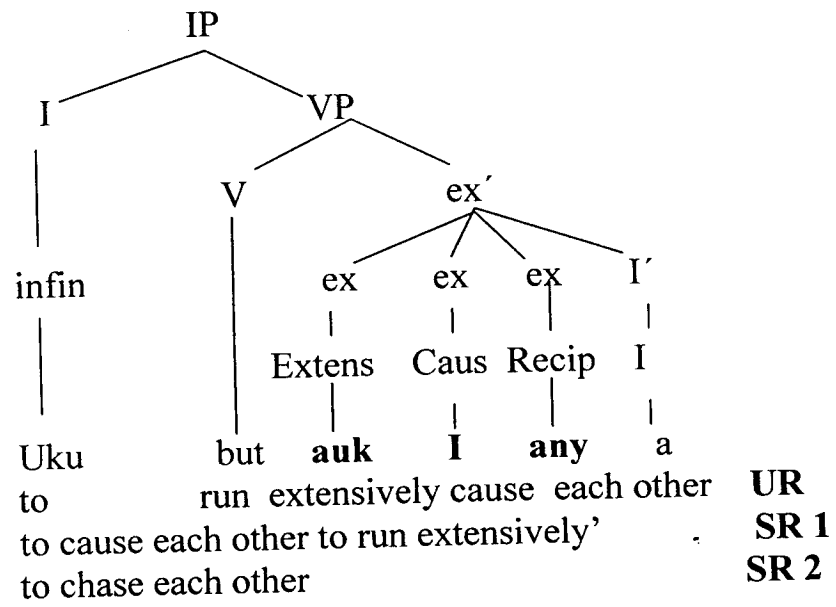 IP
I VP
V ex´
infin ex ex ex I´
Extens Caus Recip I
Uku but auk I any a
to run extensively cause each other UR
to cause each other to run extensively’ SR 1
to chase each other SR 2